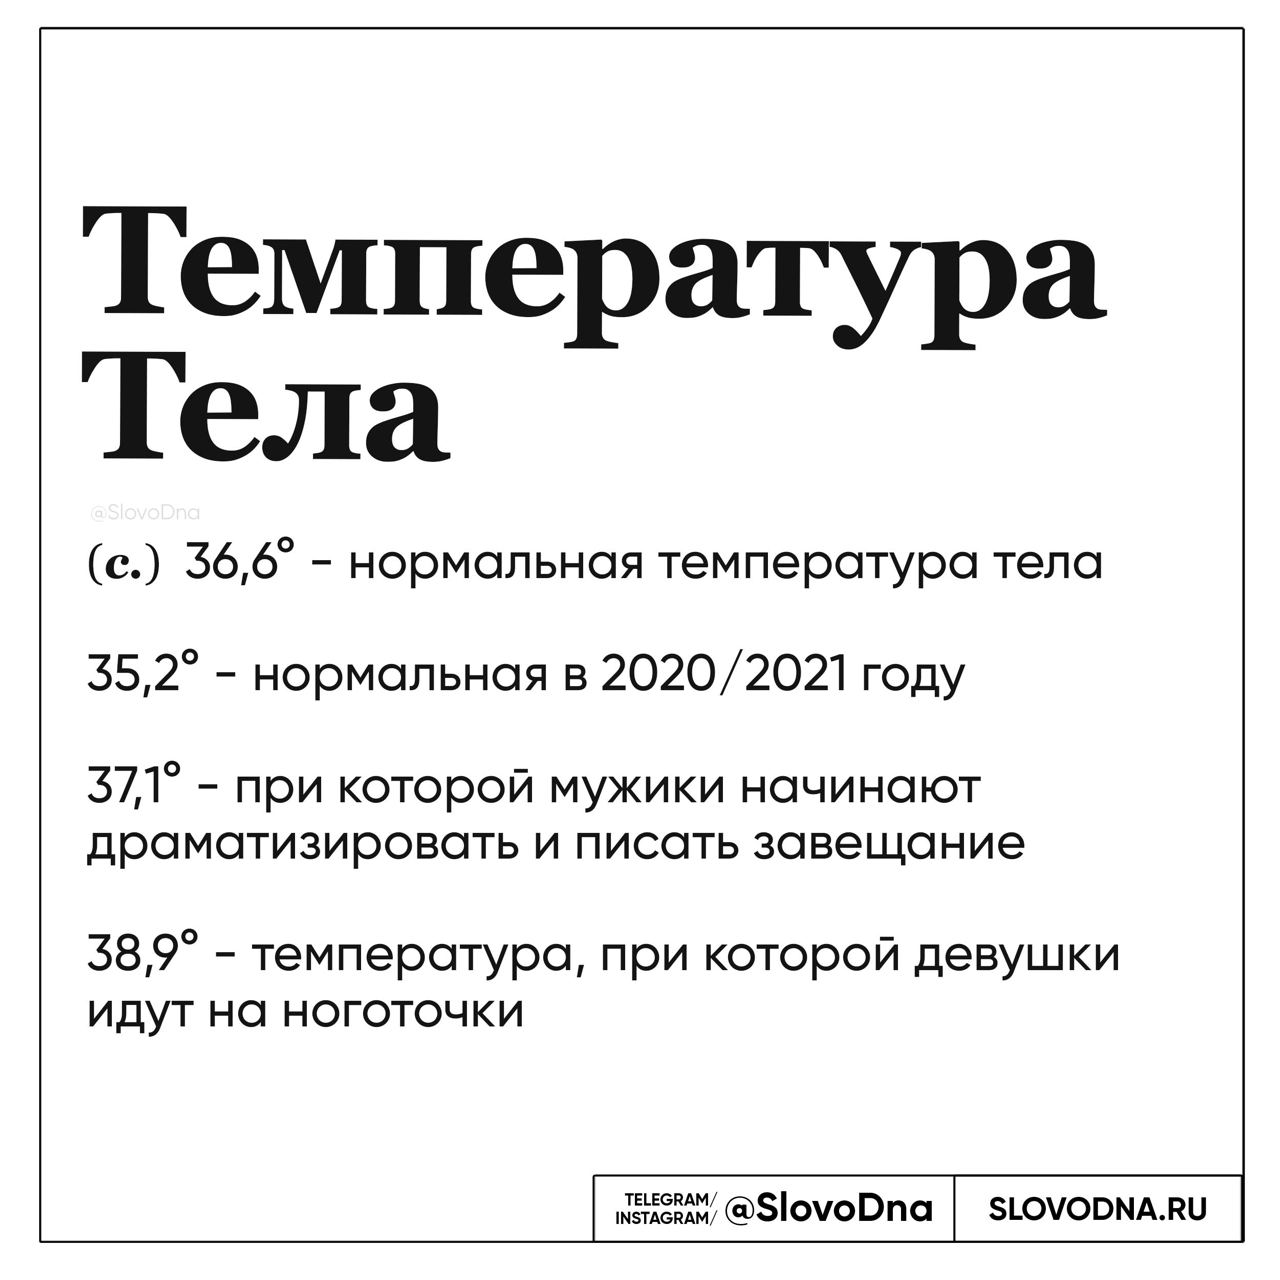 Температура
Тела
@SlovoDna
(с.) 36,6° - нормальная температура тела
35,2° - нормальная в 2020/2021 году
37,1° - при которой мужики начинают
драматизировать и писать завещание
38,9° - температура, при которой девушки
идут на ноготочки
TELEGRAM/
INSTAGRAM/ @SlovoDna
SLOVODNA.RU